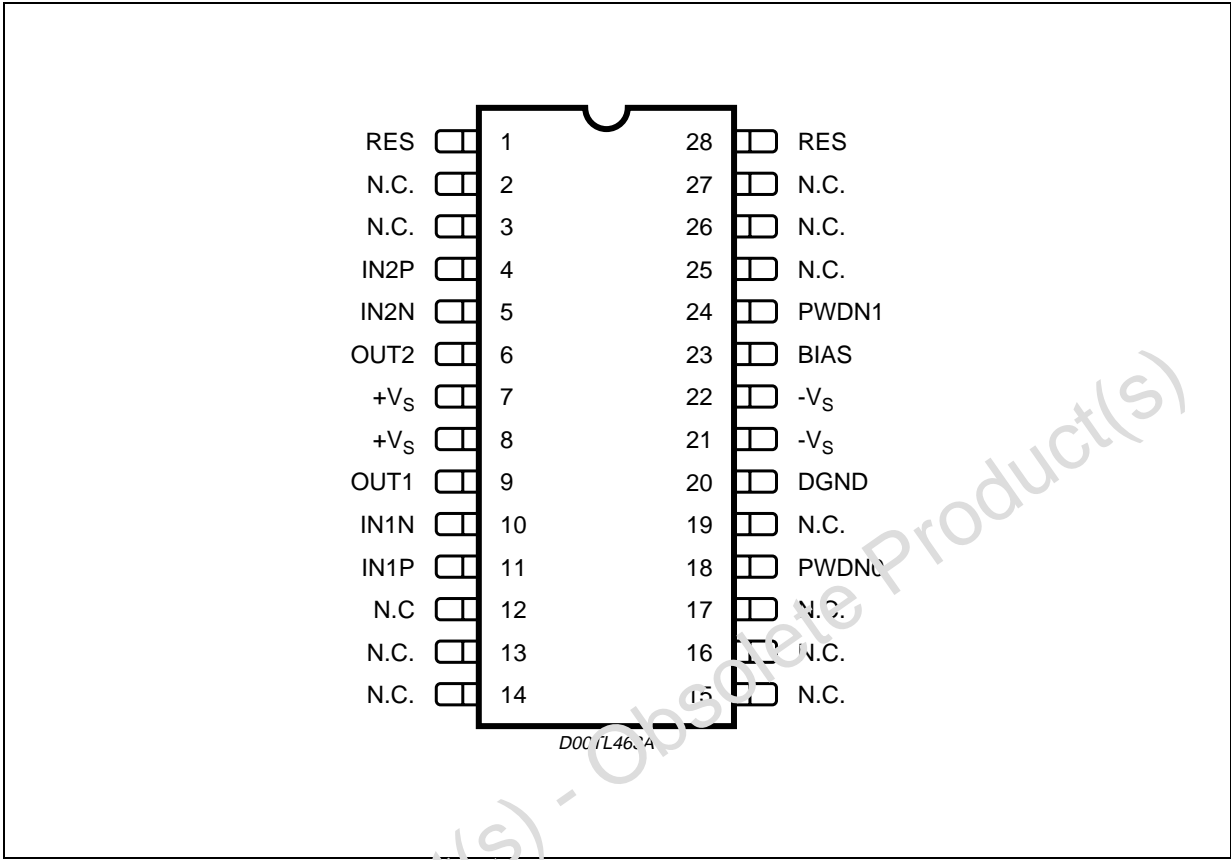 RES 1 28 RES
N.C. 2 27 N.C.
N.C. 3 26 N.C.
IN2P 4 25 N.C.
IN2N 5 24 PWDN1
OUT2 6 23 BIAS
+VS 7 22 -VS
+VS 8 21 -VS
OUT1 9 20 DGND
IN1N 10 19 N.C.
IN1P 11 18 PWDN0
N.C 12 17 N.C.
N.C. 13 16 N.C.
N.C. 14 15 N.C.
(s) - Obsolete Product(s)